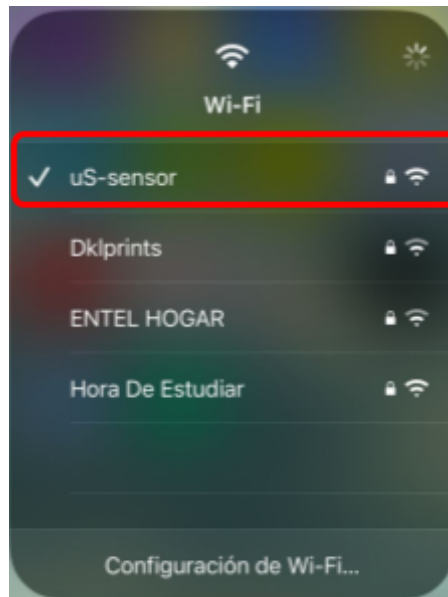 Wi-Fi
uS-sensor
Dklprints
ENTEL HOGAR
Hora De Estudiar
Configuración de Wi-Fi...